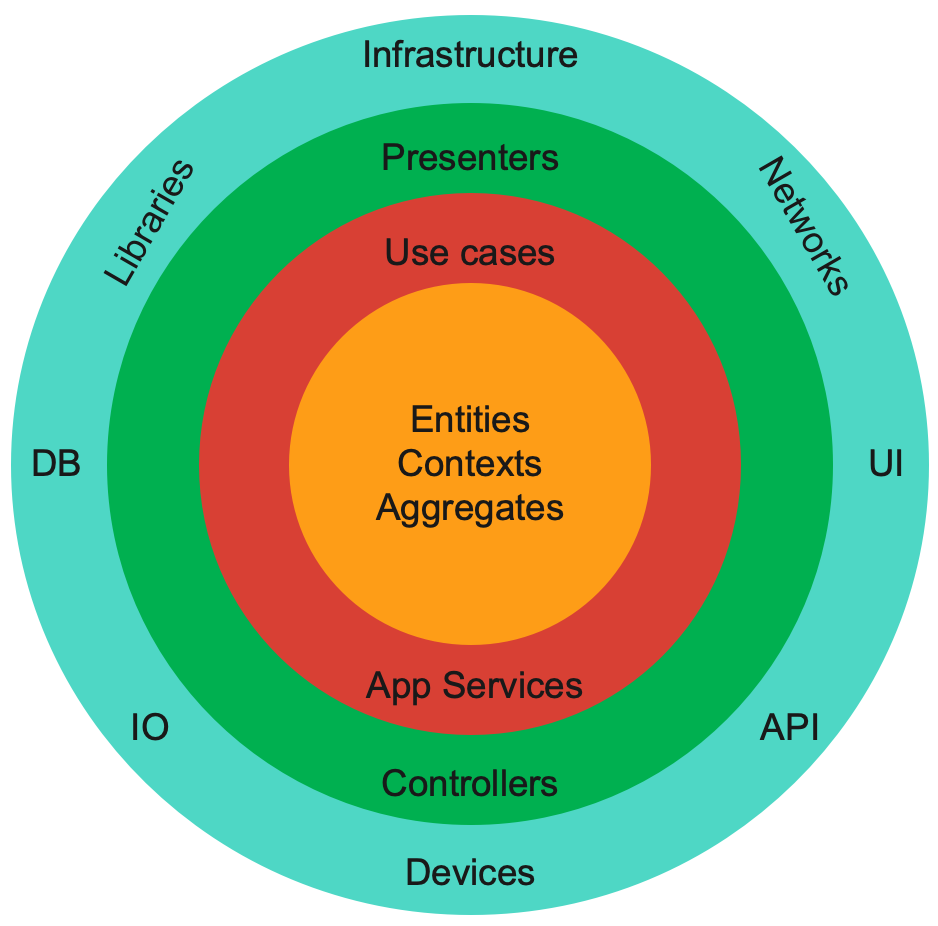 Infrastructure
Libraries
Networks
Presenters
Use cases
Entities
Contexts
Aggregates
DB
UI
App Services
IO
API
Controllers
Devices